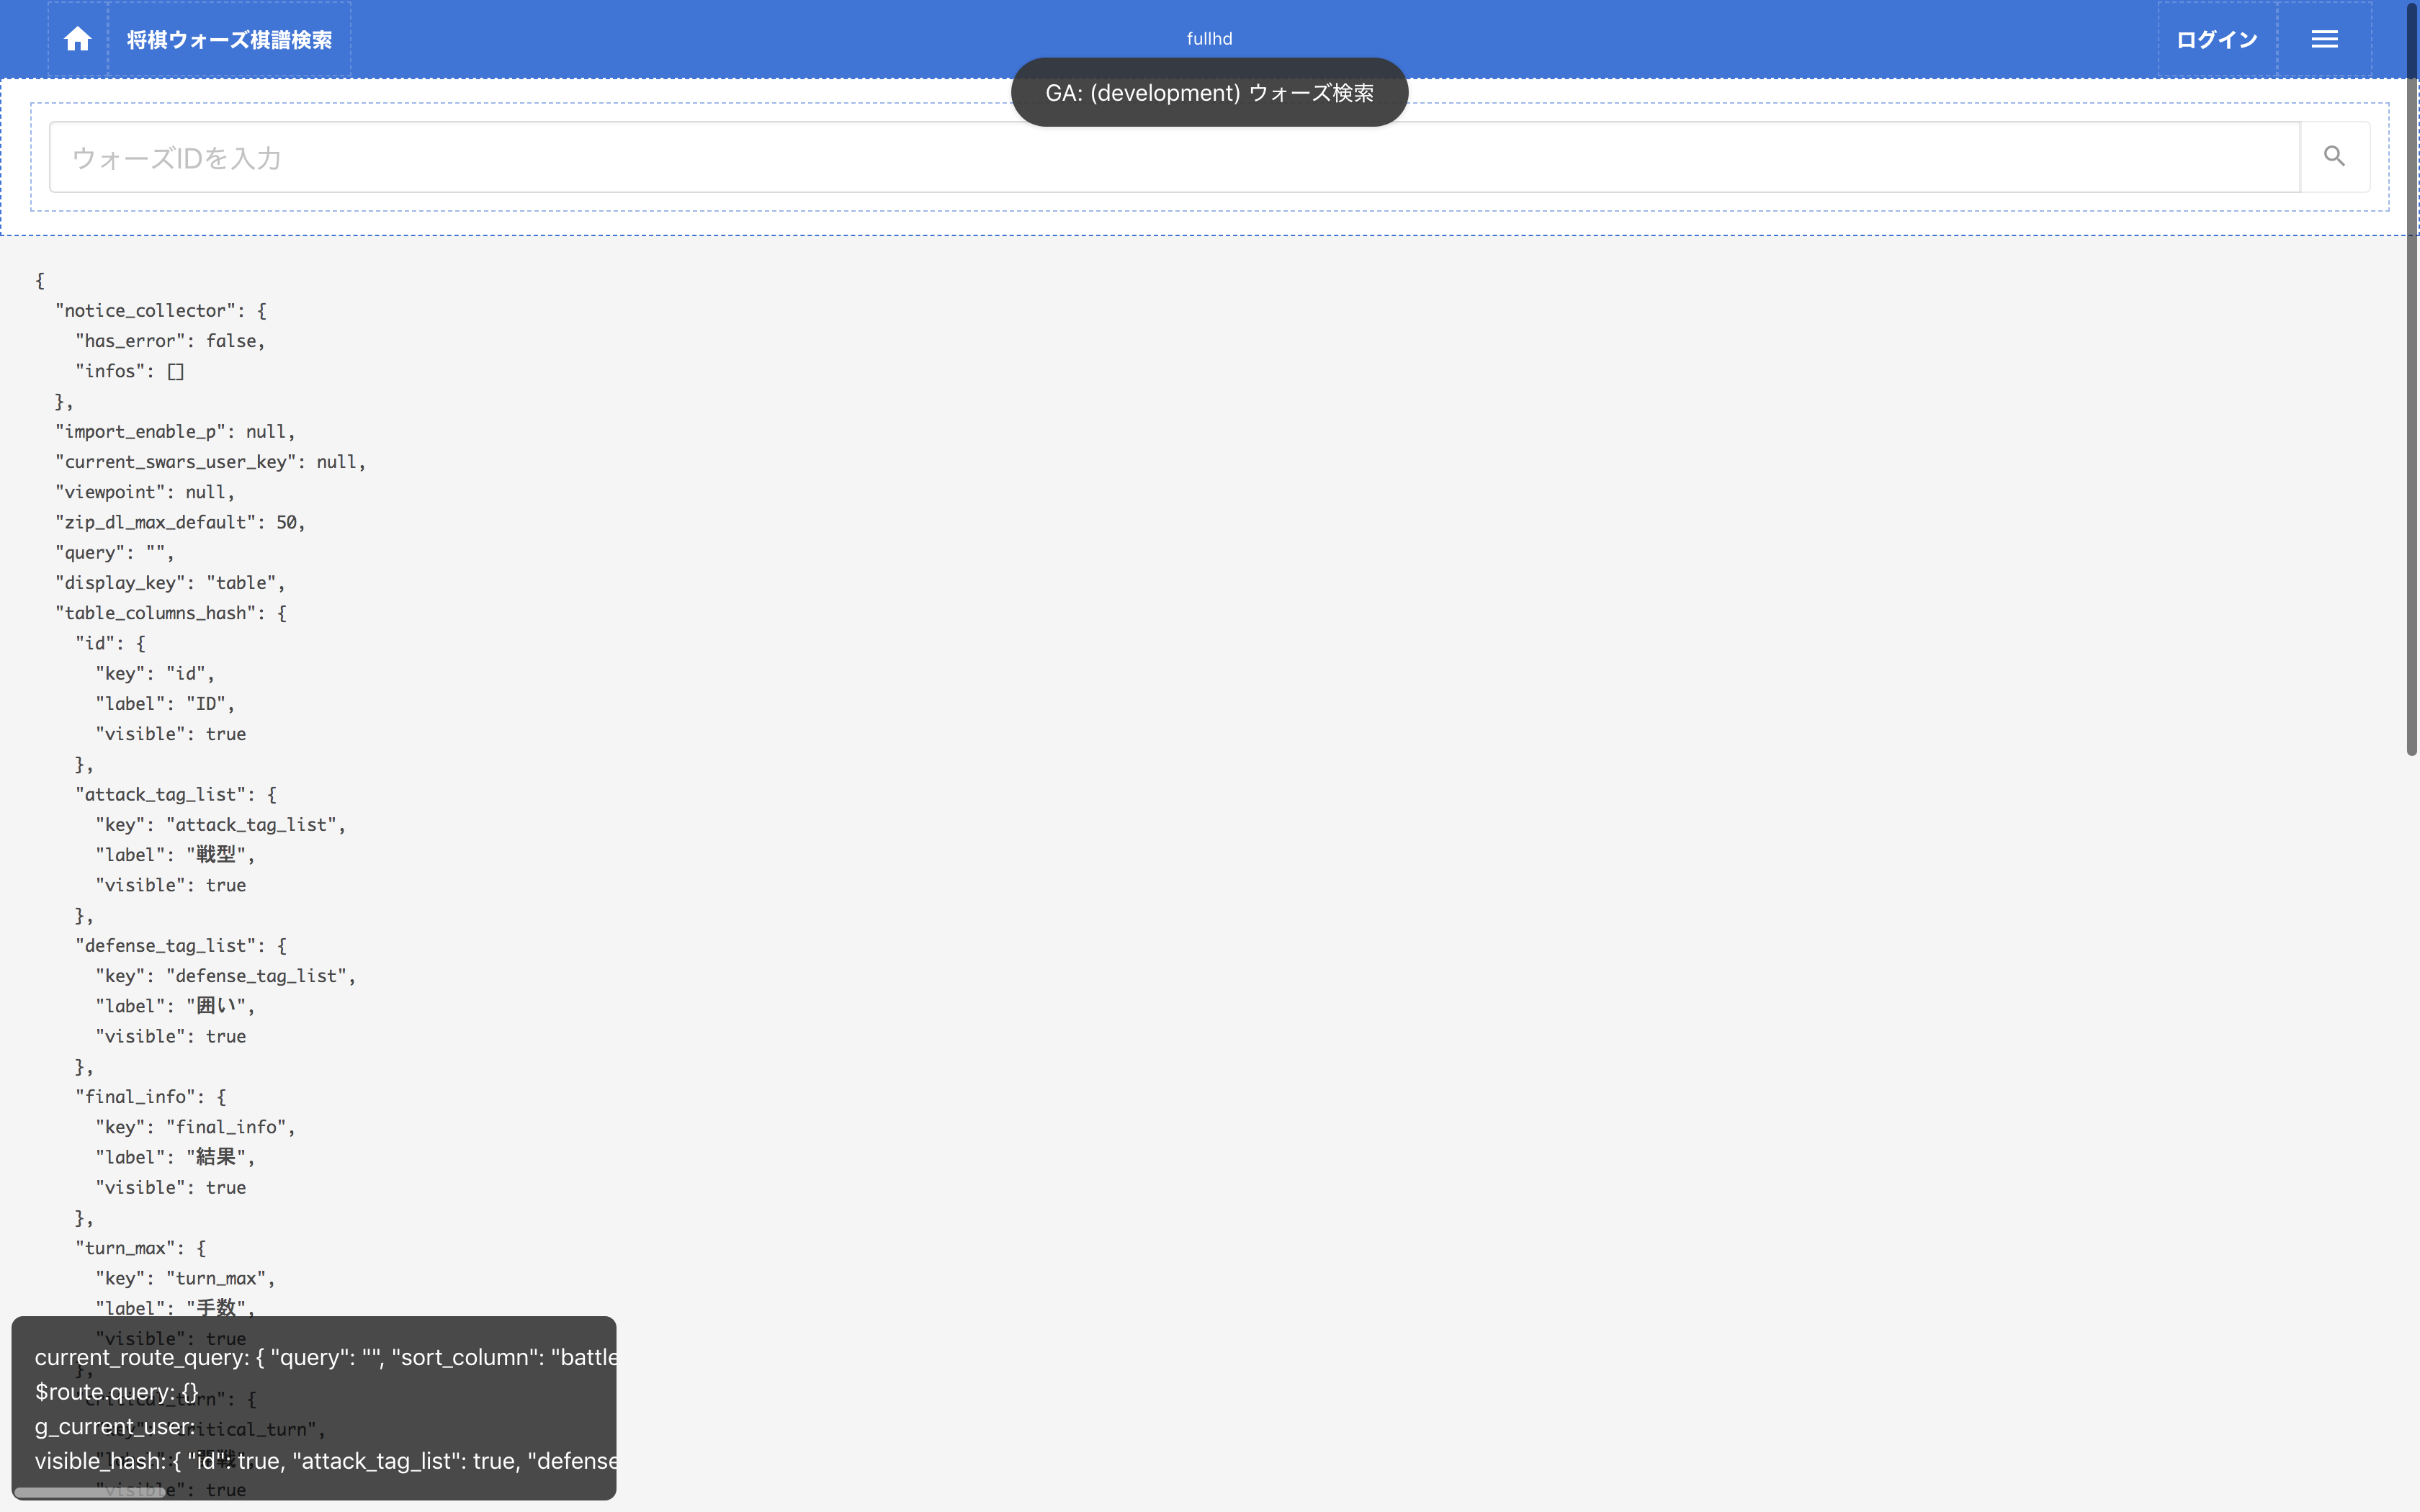 将棋ウォーズ棋譜検索
fullhd
ログイン
GA: (development) ウォーズ検索
ウォーズIDを入力
{
"notice_collector": {
"has_error": false,
"infos": []
},
"import_enable_p": null,
"current_swars_user_key": null,
"viewpoint": null,
"zip_dl_max_default": 50,
"query": "",
"display_key": "table",
"table_columns_hash": {
"id": {
"key": "id",
"label": "ID",
"visible": true
},
"attack_tag_list": {
"key": "attack_tag_list",
"label": "戦型",
"visible": true
},
"defense_tag_list": {
"key": "defense_tag_list",
"label": "囲い",
"visible": true
},
"final_info": {
"key": "final_info",
"label": "結果",
"visible": true
},
"turn_max": {
"key": "turn_max",
"label": "手数",
"visible": true
},
"critical_turn": {
"key": "critical_turn",
"visible": true
current_route_query: { "query": "", "sort_column": "battle
$route.query: {}
g_current_user:
visible_hash: { "id": true, "attack_tag_list": true, "defense